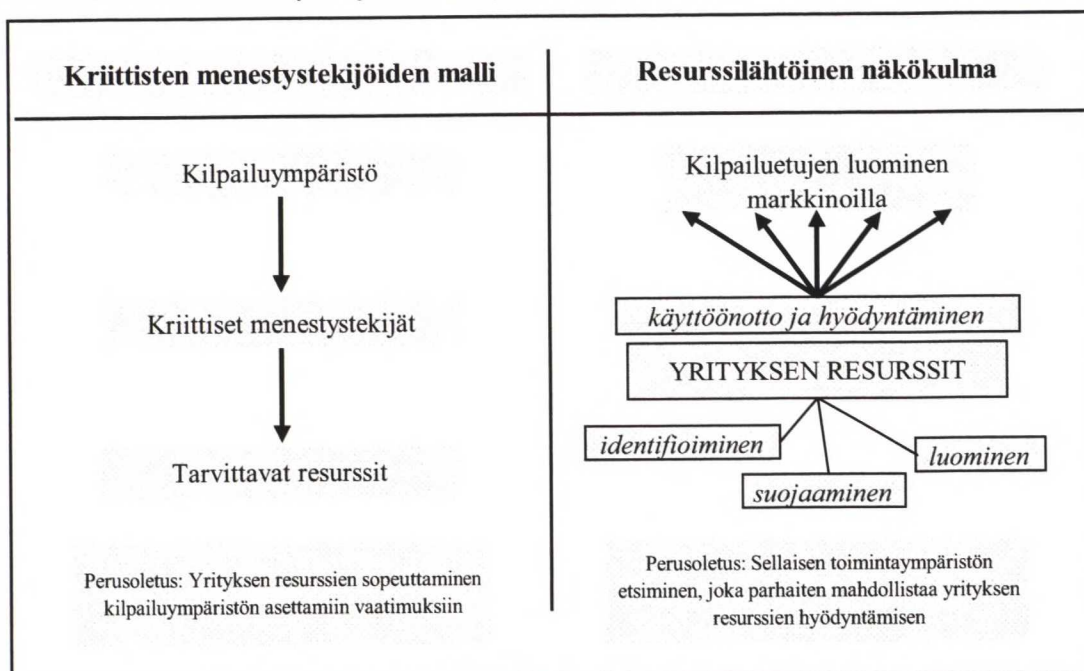 Kriittisten menestystekijöiden malli
Kilpailuympäristö
Kriittiset menestystekijät
Tarvittavat resurssit
Perusoletus: Yrityksen resurssien sopeuttaminen
kilpailuympäristön asettamiin vaatimuksiin
Resurssilähtöinen näkökulma
Kilpailuetujen luominen
markkinoilla
käyttöönotto ja hyödyntäminen
YRITYKSEN RESURSSIT
identifioiminen
luominen
suojaaminen
Perusoletus: Sellaisen toimintaympäristön
etsiminen, joka parhaiten mahdollistaa yrityksen
resurssien hyödyntämisen